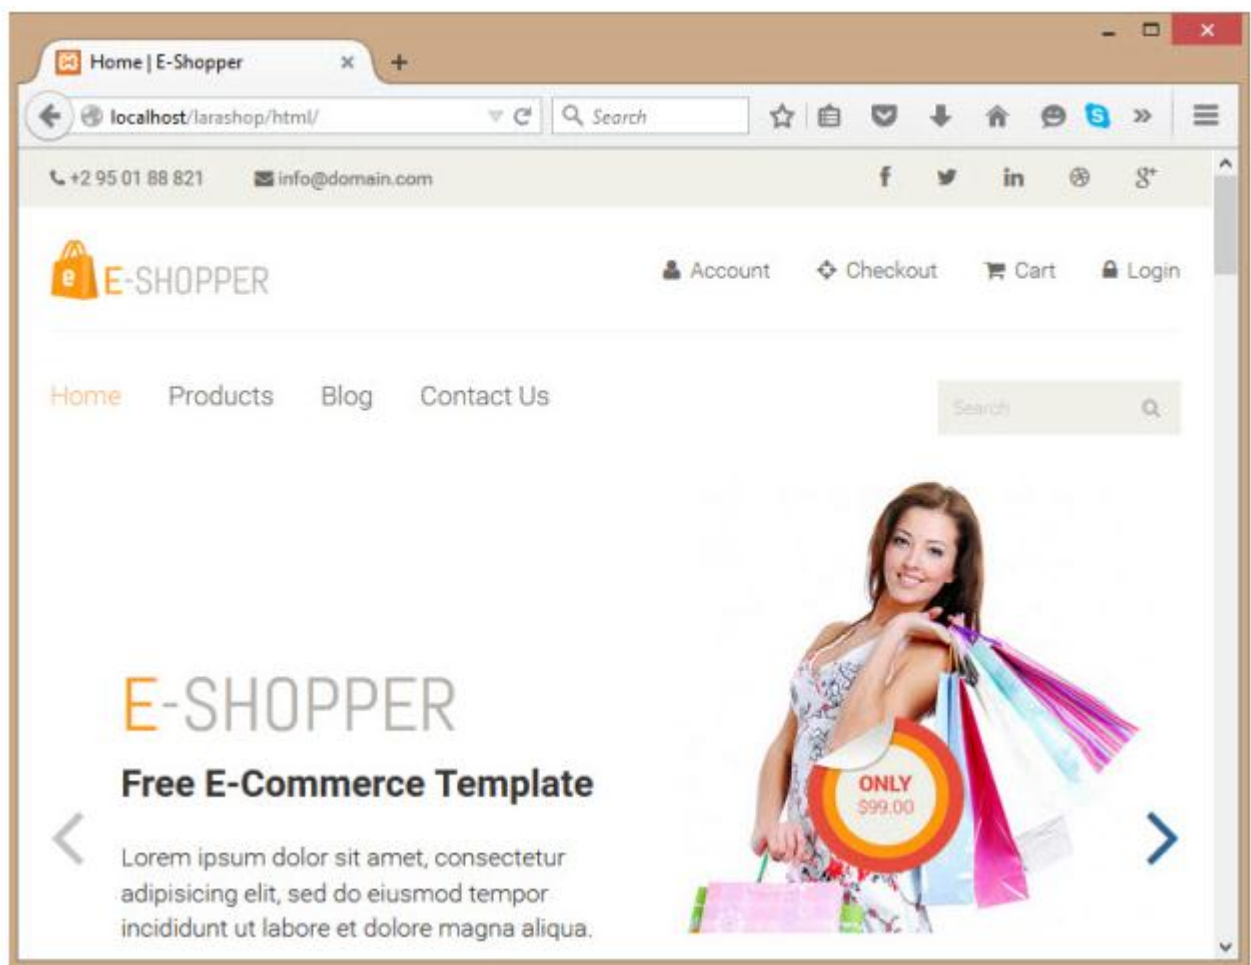 Home | E-Shopper
localhost/larashop/html/
Search
+2 95 01 88 821
info@domain.com
E-SHOPPER
Account
Checkout
Cart
Login
Home
Products
Blog
Contact Us
Search
E-SHOPPER
Free E-Commerce Template
Lorem ipsum dolor sit amet, consectetur
adipisicing elit, sed do eiusmod tempor
incididunt ut labore et dolore magna aliqua.
ONLY
$99.00